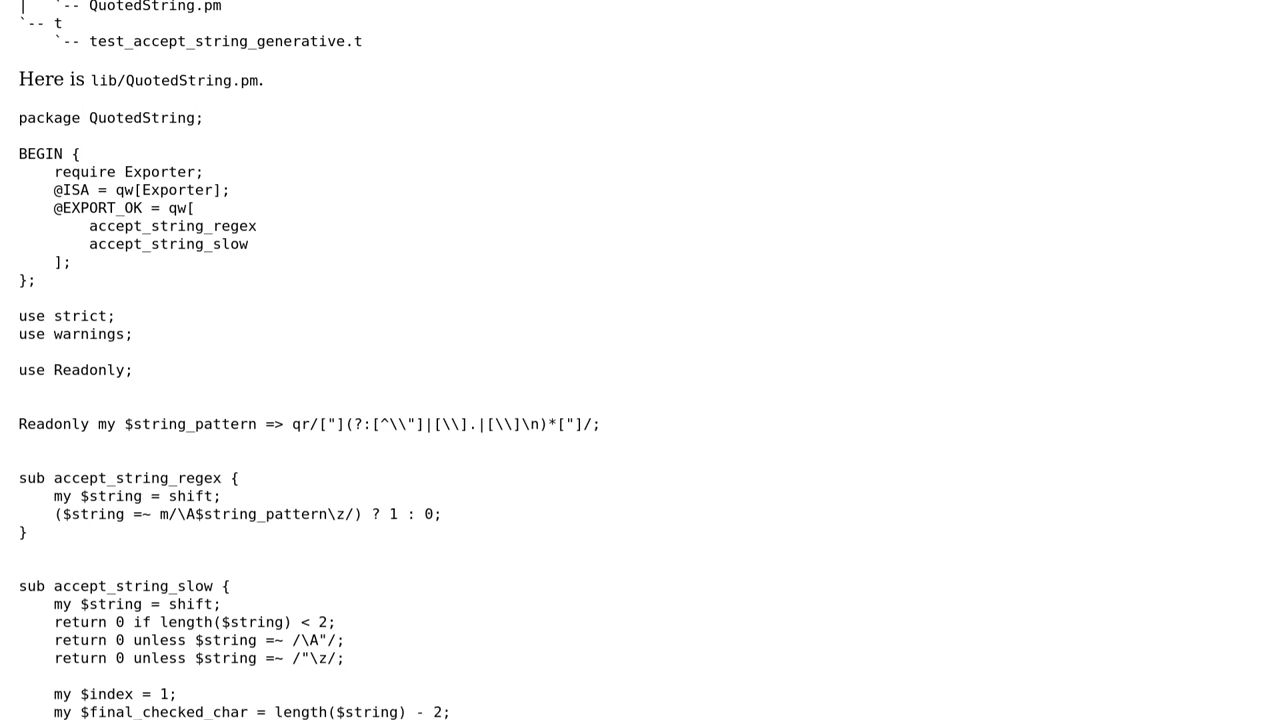 |   `-- QuotedString.pm
`-- t
    `-- test_accept_string_generative.t
Here is lib/QuotedString.pm.
package QuotedString;
BEGIN {
    require Exporter;
    @ISA = qw[Exporter];
    @EXPORT_OK = qw[
        accept_string_regex
        accept_string_slow
    ];
};
use strict;
use warnings;
use Readonly;
Readonly my $string_pattern => qr/["](?:[^\\"]|[\\].|[\\]\n)*["]/;
sub accept_string_regex {
    my $string = shift;
    ($string =~ m/\A$string_pattern\z/) ? 1 : 0;
}
sub accept_string_slow {
    my $string = shift;
    return 0 if length($string) < 2;
    return 0 unless $string =~ /\A"/;
    return 0 unless $string =~ /"\z/;
    my $index = 1;
    my $final_checked_char = length($string) - 2;